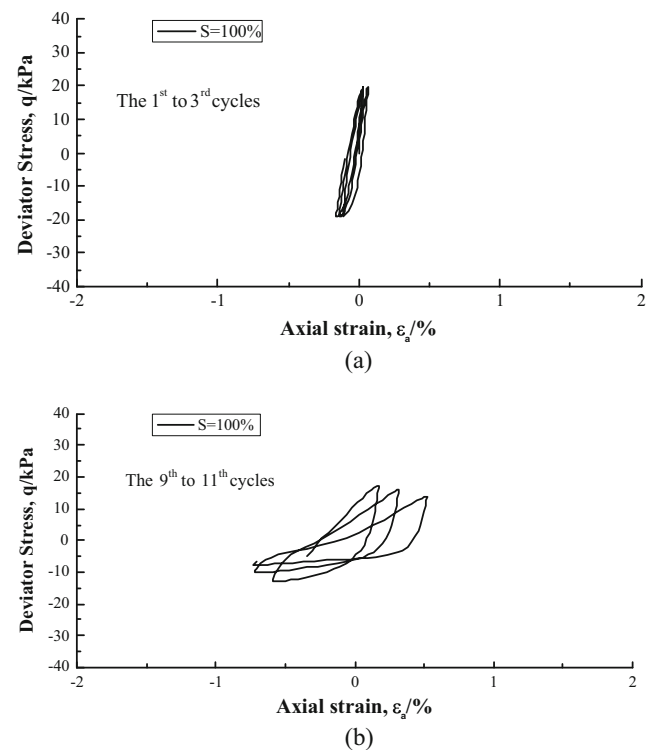 40
30
S=100%
20
The 1st to 3rd cycles
10
0
-10
-20
-30
-40
-2
-1
0
1
2
Deviator Stress, q/kPa
Axial strain, εa/%
(a)
40
30
S=100%
20
The 9th to 11th cycles
10
0
-10
-20
-30
-40
-2
-1
0
1
2
Deviator Stress, q/kPa
Axial strain, εa/%
(b)